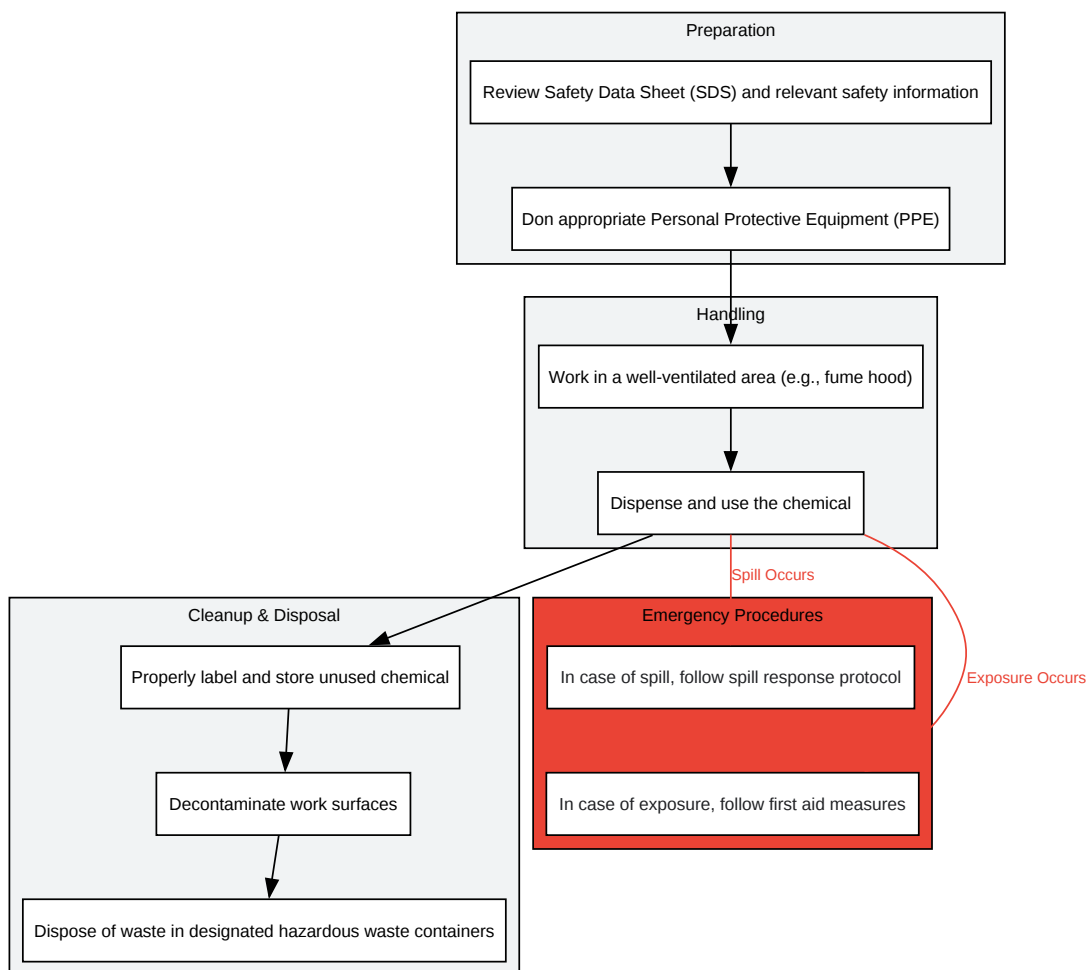 Preparation
Review Safety Data Sheet (SDS) and relevant safety information
Don appropriate Personal Protective Equipment (PPE)
Handling
Work in a well-ventilated area (e.g., fume hood)
Dispense and use the chemical
Spill Occurs
Exposure Occurs
Cleanup & Disposal
Properly label and store unused chemical
Decontaminate work surfaces
Dispose of waste in designated hazardous waste containers
Emergency Procedures
In case of spill, follow spill response protocol
In case of exposure, follow first aid measures